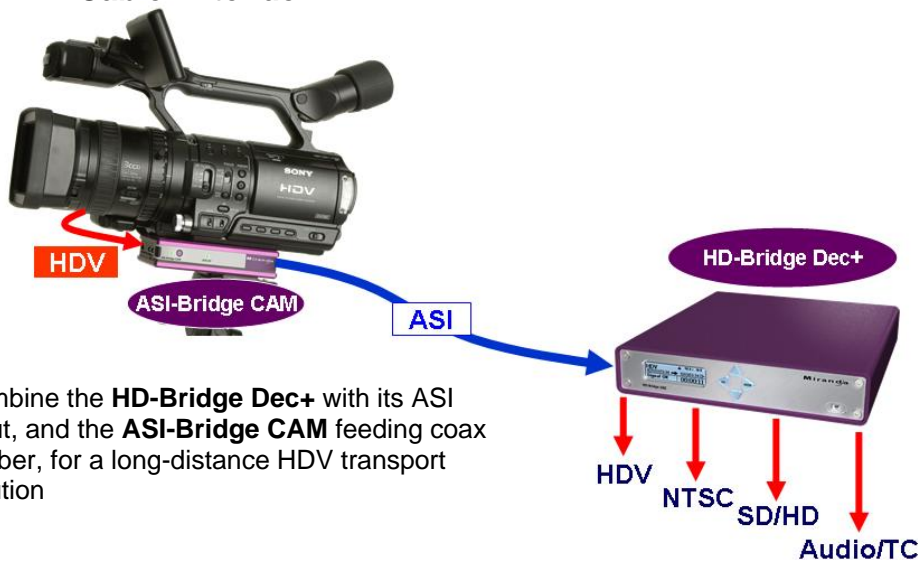 HDV
SONY
HDV
ASI-Bridge CAM
ASI
HD-Bridge Dec+
HDV
Miranda
HDV
NTSC
SD/HD
Audio/TC
mbine the HD-Bridge Dec+ with its ASI
ut, and the ASI-Bridge CAM feeding coax
ber, for a long-distance HDV transport
ution